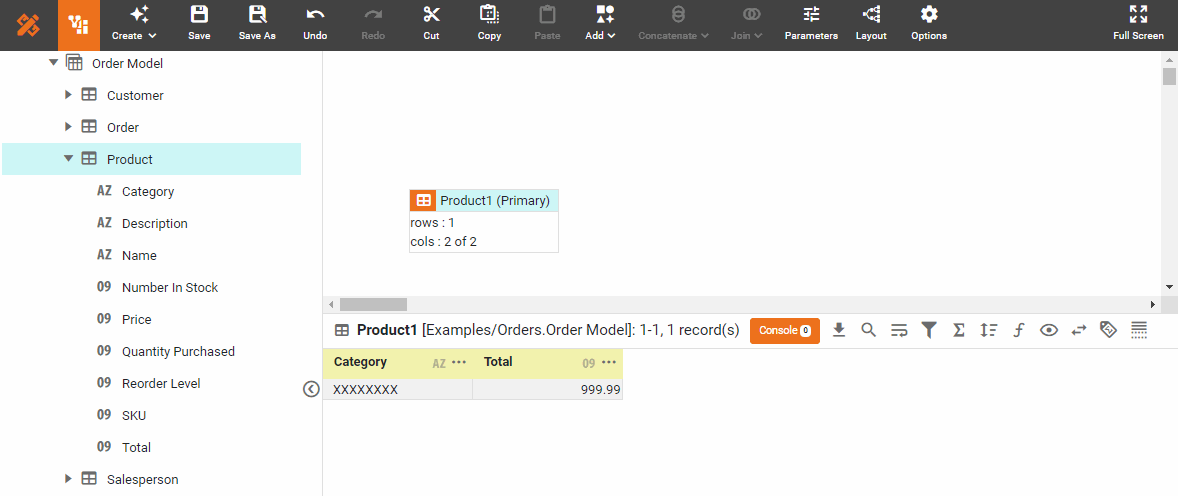 Create Save Save As Undo Redo Cut Copy Paste Add Concatenate Join Parameters Layout Options Full Screen
Order Model
Customer
Order
Product
AZ Category
AZ Description
AZ Name
09 Number In Stock
09 Price
09 Quantity Purchased
09 Reorder Level
09 SKU
09 Total
Salesperson
Product1 (Primary)
rows : 1
cols : 2 of 2
Product1 [Examples/Orders.Order Model]: 1-1, 1 record(s) Console 0
Category AZ ••• Total 09 •••
XXXXXXXX 999.99